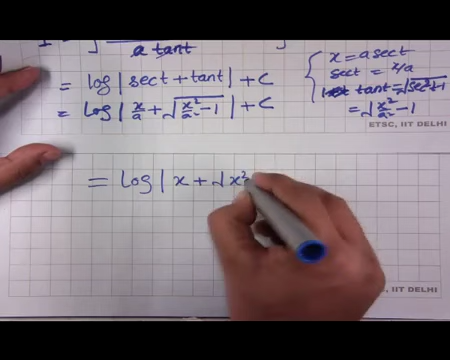 a tant
= log | sect + tant | + C
= log | x/a + √(x²/a² - 1) | + C
x = a sect
sect = x/a
tant = √(sec²t-1)
= √(x²/a² - 1)
ETSC, IIT DELHI
= log | x + √x²
SC, IIT DELHI